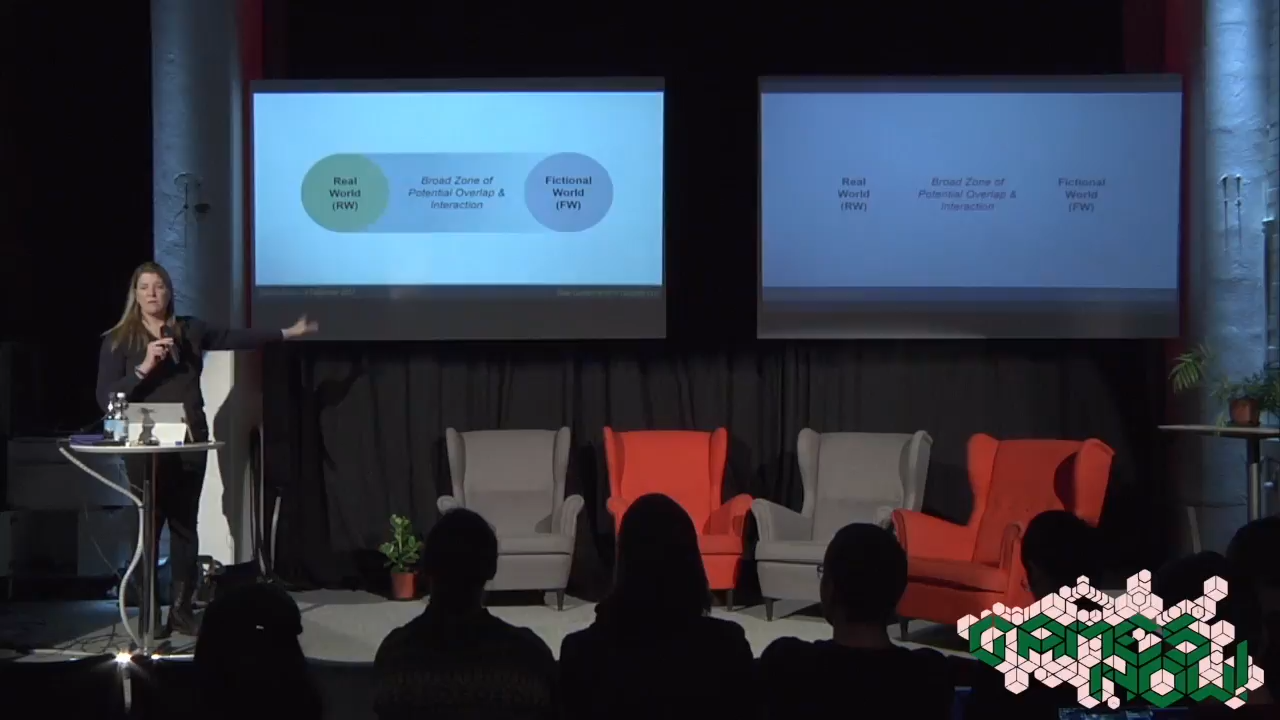 Real
World
(RW)
Broad Zone of
Potential Overlap &
Interaction
Fictional
World
(FW)
Real
World
(RW)
Broad Zone of
Potential Overlap &
Interaction
Fictional
World
(FW)
GAMES
NOW!